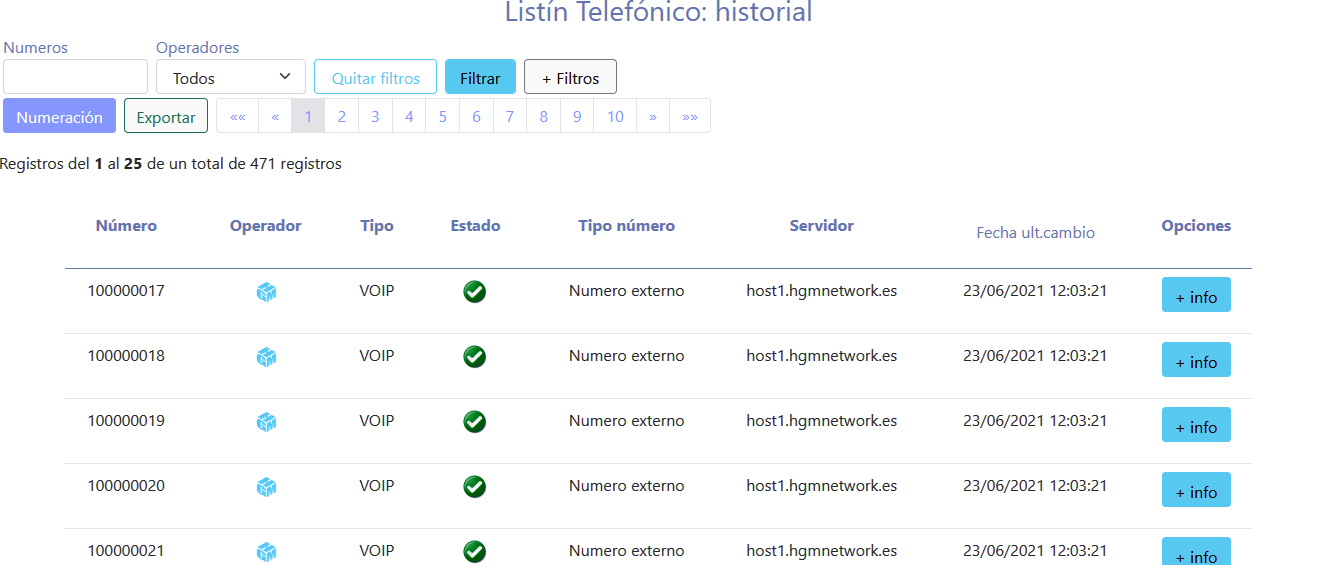 Listín Telefónico: historial
Numeros Operadores
Todos Quitar filtros Filtrar + Filtros
Numeración Exportar «« « 1 2 3 4 5 6 7 8 9 10 » »»
Registros del 1 al 25 de un total de 471 registros
Número Operador Tipo Estado Tipo número Servidor Fecha ult.cambio Opciones
100000017 VOIP Numero externo host1.hgmnetwork.es 23/06/2021 12:03:21 + info
100000018 VOIP Numero externo host1.hgmnetwork.es 23/06/2021 12:03:21 + info
100000019 VOIP Numero externo host1.hgmnetwork.es 23/06/2021 12:03:21 + info
100000020 VOIP Numero externo host1.hgmnetwork.es 23/06/2021 12:03:21 + info
100000021 VOIP Numero externo host1.hgmnetwork.es 23/06/2021 12:03:21 + info